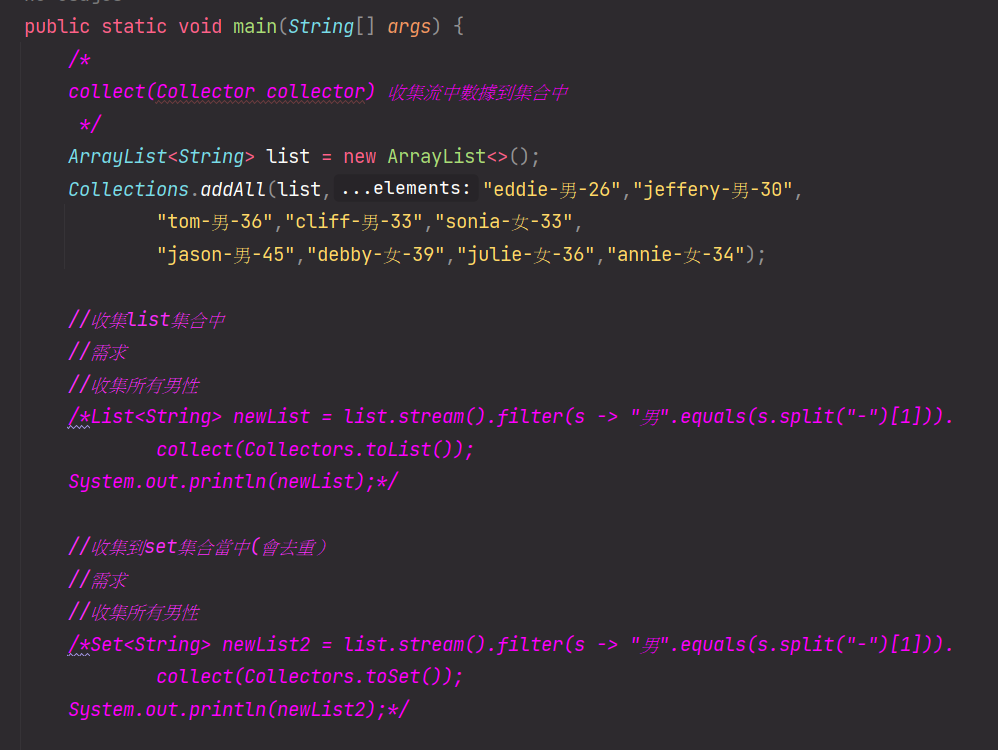 public static void main(String[] args) {
/*
collect(Collector collector) 收集流中數據到集合中
*/
ArrayList<String> list = new ArrayList<>();
Collections.addAll(list, ...elements: "eddie-男-26","jeffery-男-30",
"tom-男-36","cliff-男-33","sonia-女-33",
"jason-男-45","debby-女-39","julie-女-36","annie-女-34");
//收集list集合中
//需求
//收集所有男性
/*List<String> newList = list.stream().filter(s -> "男".equals(s.split("-")[1])).
collect(Collectors.toList());
System.out.println(newList);*/
//收集到set集合當中(會去重）
//需求
//收集所有男性
/*Set<String> newList2 = list.stream().filter(s -> "男".equals(s.split("-")[1])).
collect(Collectors.toSet());
System.out.println(newList2);*/